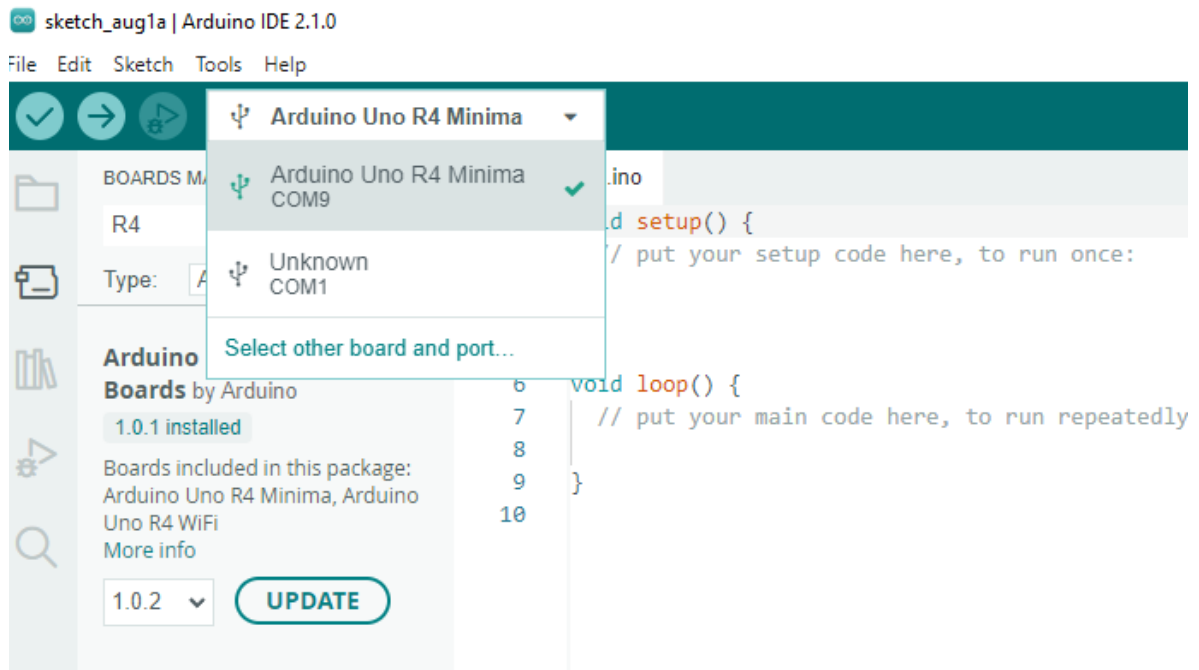 sketch_aug1a | Arduino IDE 2.1.0
File Edit Sketch Tools Help
Arduino Uno R4 Minima
Arduino Uno R4 Minima
COM9
Unknown
COM1
Select other board and port...
BOARDS MA
R4
Type: A
Arduino
Boards by Arduino
1.0.1 installed
Boards included in this package:
Arduino Uno R4 Minima, Arduino
Uno R4 WiFi
More info
1.0.2
UPDATE
.ino
d setup() {
// put your setup code here, to run once:
6 void loop() {
7 // put your main code here, to run repeatedly
8
9 }
10